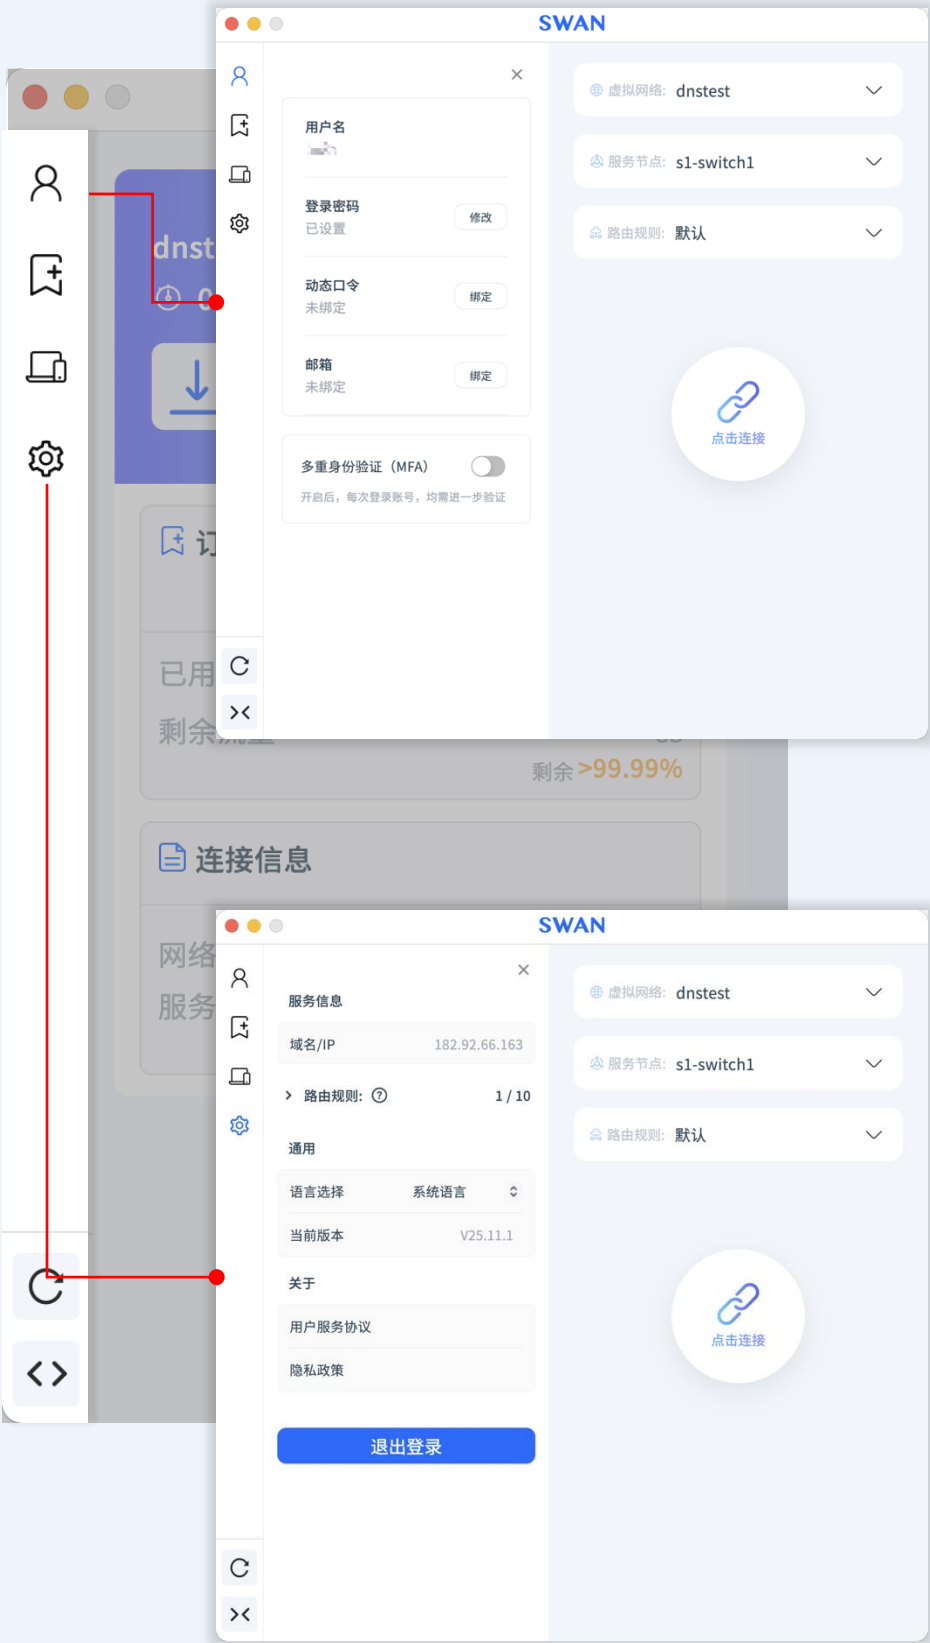 SWAN
用户名
登录密码
已设置
修改
动态口令
未绑定
绑定
邮箱
未绑定
绑定
多重身份验证（MFA）
开启后，每次登录账号，均需进一步验证
虚拟网络: dnstest
服务节点: s1-switch1
路由规则: 默认
点击连接
dnst
0
订
已用
剩余流量
剩余 >99.99%
连接信息
网络
服务
SWAN
服务信息
域名/IP 182.92.66.163
路由规则: 1 / 10
通用
语言选择 系统语言
当前版本 V25.11.1
关于
用户服务协议
隐私政策
退出登录
虚拟网络: dnstest
服务节点: s1-switch1
路由规则: 默认
点击连接